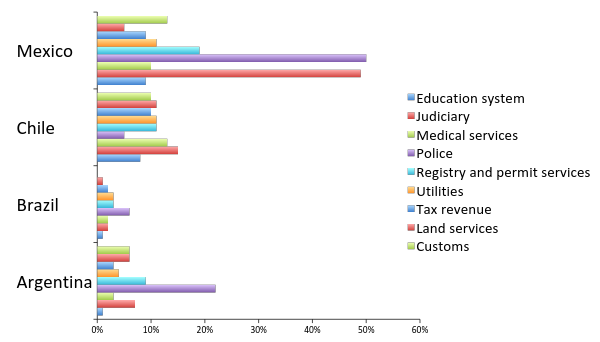 Mexico
Chile
Brazil
Argentina
0% 10% 20% 30% 40% 50% 60%
Education system
Judiciary
Medical services
Police
Registry and permit services
Utilities
Tax revenue
Land services
Customs